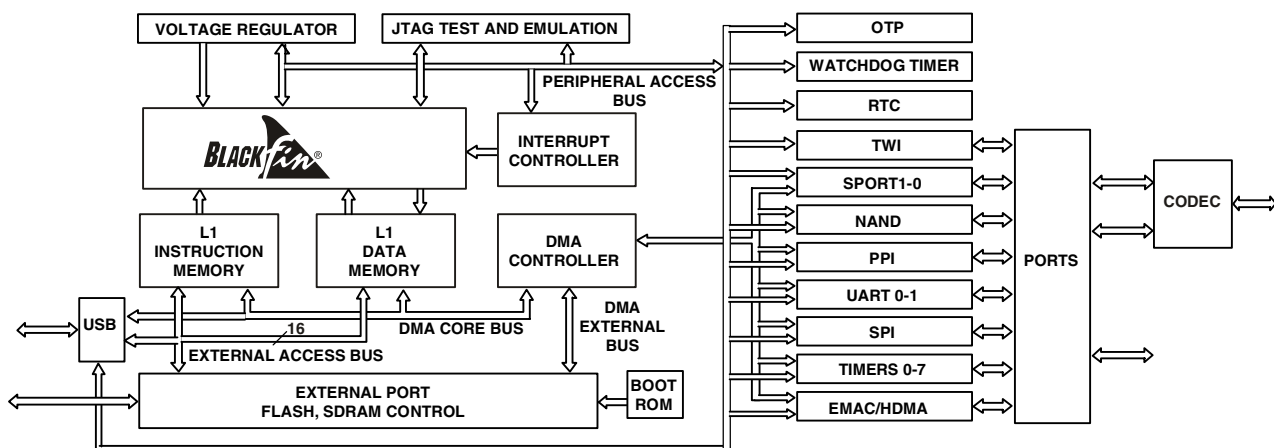 VOLTAGE REGULATOR
JTAG TEST AND EMULATION
PERIPHERAL ACCESS
BUS
BLACKfin®
INTERRUPT
CONTROLLER
L1
INSTRUCTION
MEMORY
L1
DATA
MEMORY
DMA
CONTROLLER
USB
16
DMA CORE BUS
EXTERNAL ACCESS BUS
DMA
EXTERNAL
BUS
EXTERNAL PORT
FLASH, SDRAM CONTROL
BOOT
ROM
OTP
WATCHDOG TIMER
RTC
TWI
SPORT1-0
NAND
PPI
UART 0-1
SPI
TIMERS 0-7
EMAC/HDMA
PORTS
CODEC